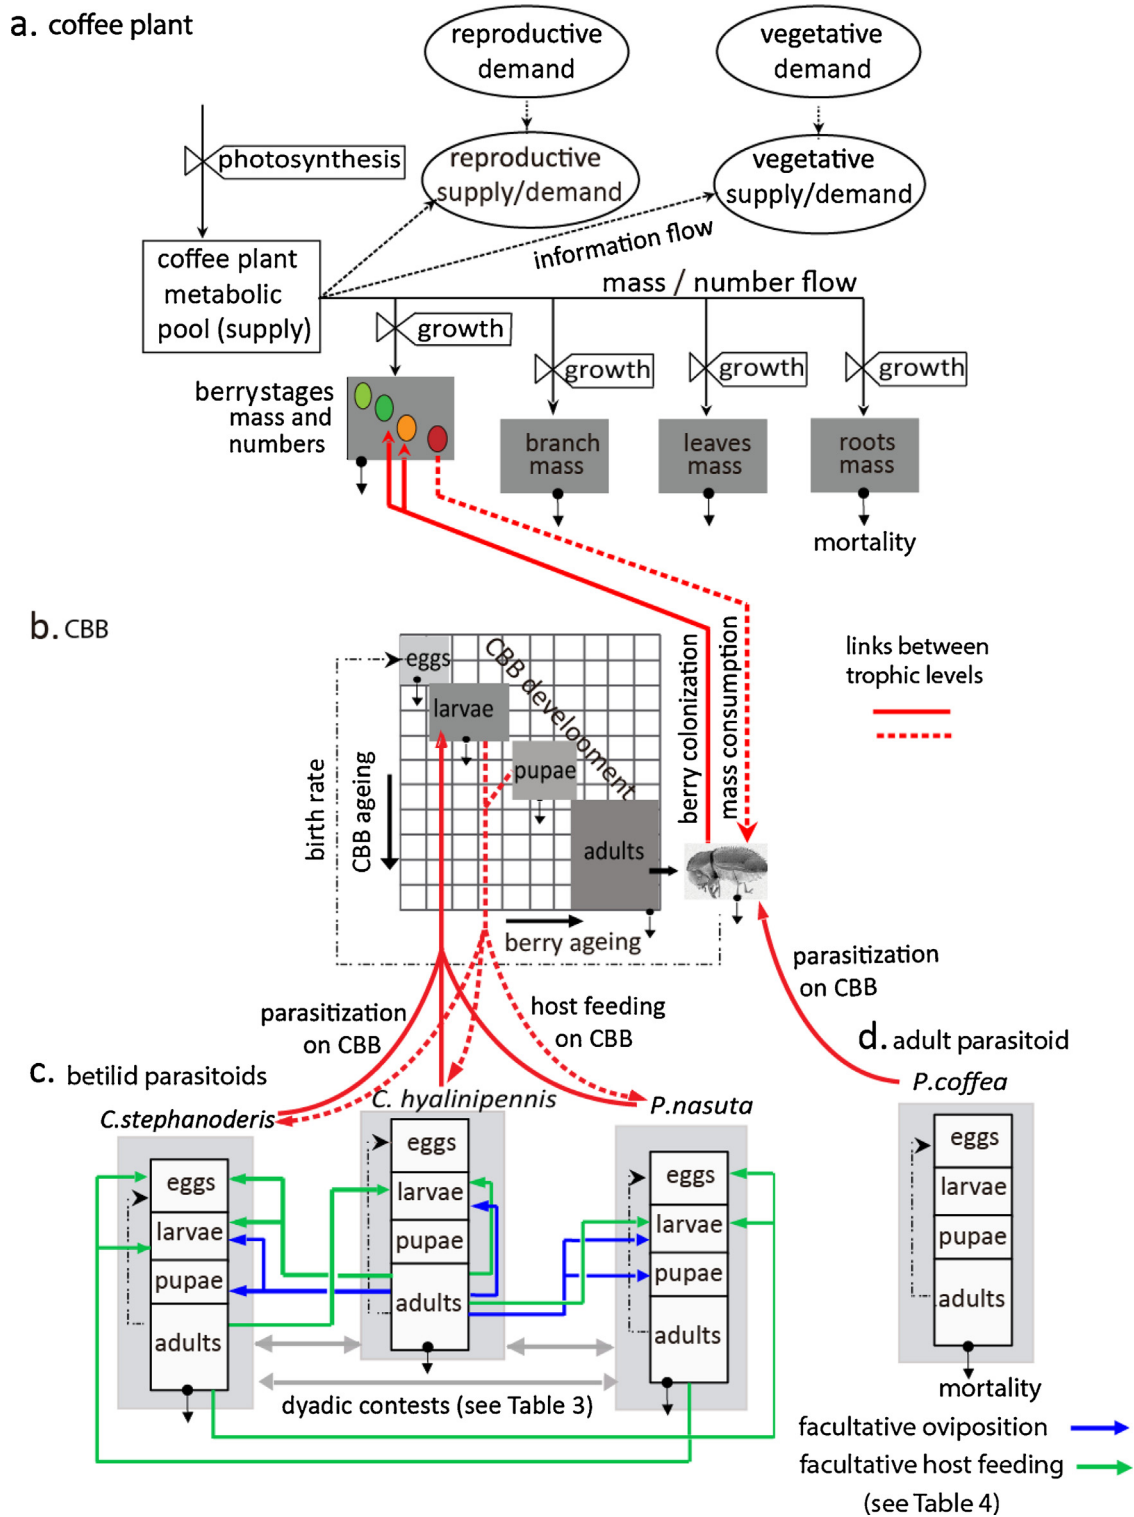 a. coffee plant
reproductive
demand
vegetative
demand
photosynthesis
reproductive
supply/demand
vegetative
supply/demand
information flow
coffee plant
metabolic
pool (supply)
mass / number flow
growth
growth
growth
growth
berry stages
mass and
numbers
branch
mass
leaves
mass
roots
mass
mortality
b. CBB
eggs
larvae
pupae
adults
CBB development
birth rate
CBB ageing
berry ageing
berry colonization
mass consumption
links between
trophic levels
parasitization
on CBB
host feeding
on CBB
parasitization
on CBB
c. betilid parasitoids
d. adult parasitoid
C.stephanoderis
C. hyalinipennis
P.nasuta
P.coffea
eggs
larvae
pupae
adults
eggs
larvae
pupae
adults
eggs
larvae
pupae
adults
eggs
larvae
pupae
adults
dyadic contests (see Table 3)
mortality
facultative oviposition
facultative host feeding
(see Table 4)